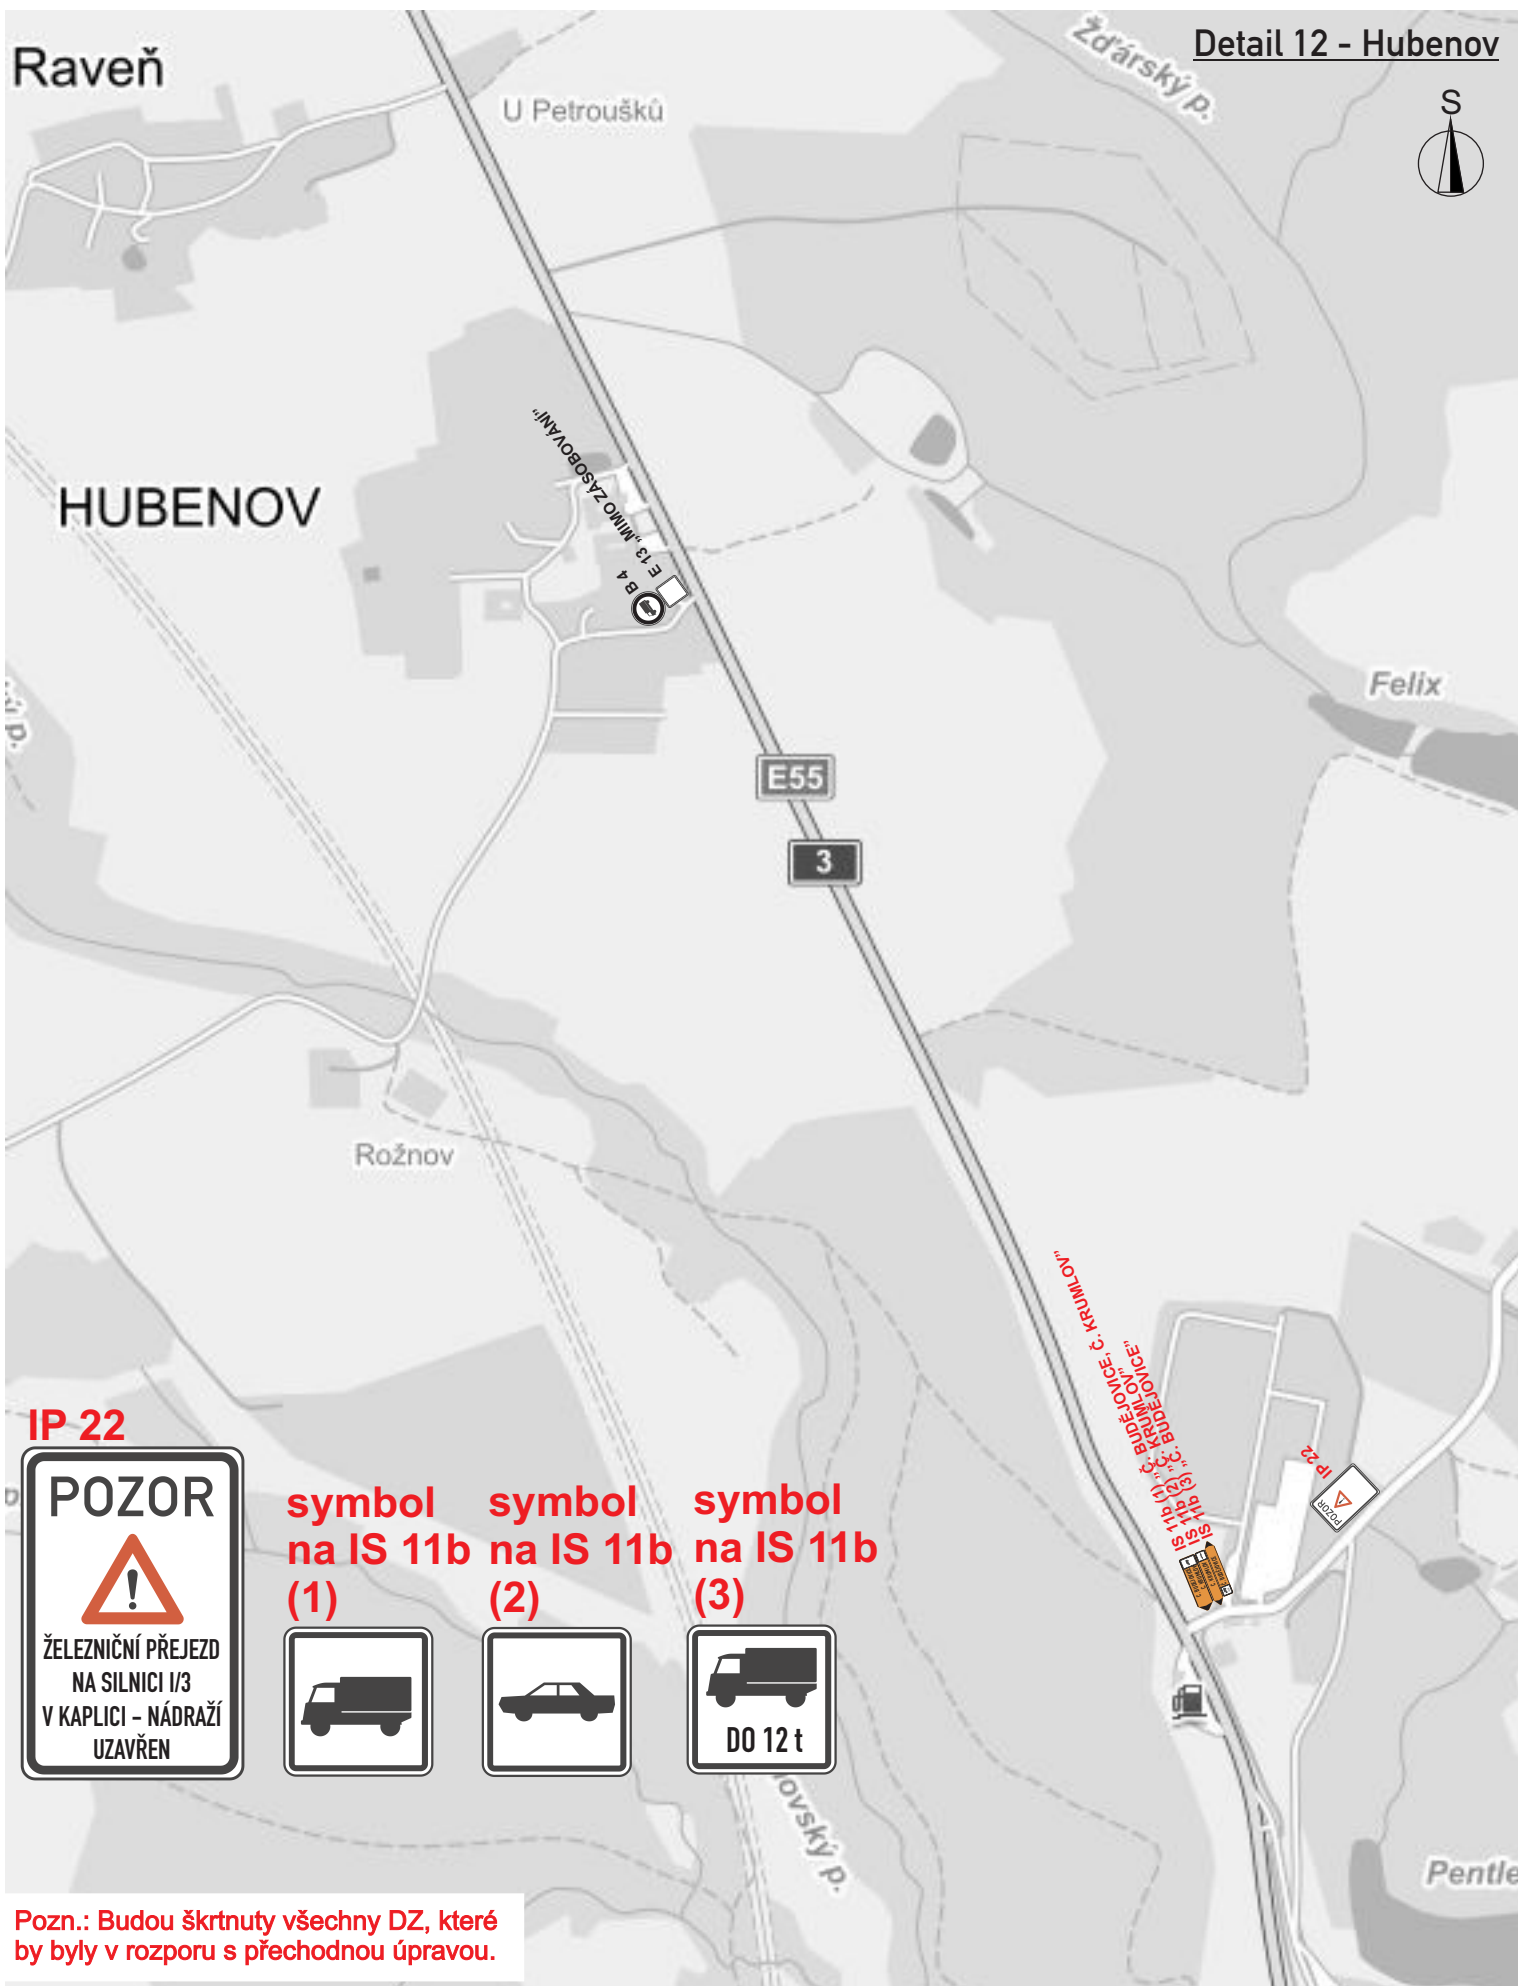 Detail 12 - Hubenov
S
Raveň
U Petroušků
Žďárský p.
HUBENOV
E 13 „MIMO ZÁSOBOVÁNÍ“
B 4
Felix
ý p.
E55
3
Rožnov
IS 11b (1) „Č. BUDĚJOVICE, Č. KRUMLOV“
IS 11b (2) „Č. KRUMLOV“
IS 11b (3) „Č. BUDĚJOVICE“
IP 22
POZOR
IP 22
POZOR
!
ŽELEZNIČNÍ PŘEJEZD
NA SILNICI I/3
V KAPLICI – NÁDRAŽÍ
UZAVŘEN
symbol
na IS 11b
(1)
symbol
na IS 11b
(2)
symbol
na IS 11b
(3)
DO 12 t
ovský p.
Pentle
Pozn.: Budou škrtnuty všechny DZ, které
by byly v rozporu s přechodnou úpravou.